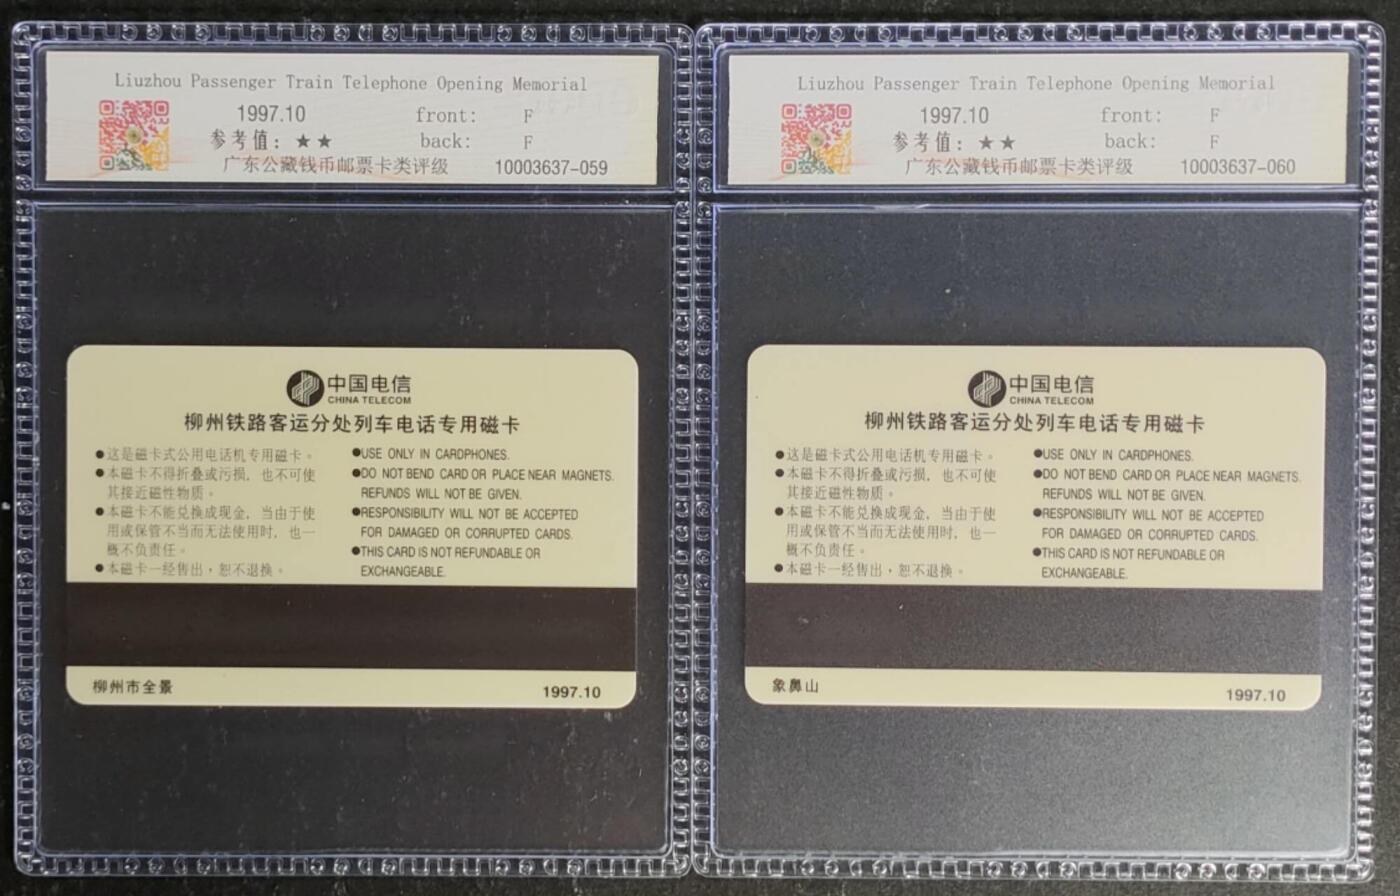 Liuzhou Passenger Train Telephone Opening Memorial
1997.10 front: F
参考值：★★ back: F
广东公藏钱币邮票卡类评级 10003637-059
中国电信
CHINA TELECOM
柳州铁路客运分处列车电话专用磁卡
●这是磁卡式公用电话机专用磁卡。
●本磁卡不得折叠或污损，也不可使
其接近磁性物质。
●本磁卡不能兑换成现金，当由于使
用或保管不当而无法使用时，也一
概不负责任。
●本磁卡一经售出，恕不退换。
●USE ONLY IN CARDPHONES.
●DO NOT BEND CARD OR PLACE NEAR MAGNETS.
REFUNDS WILL NOT BE GIVEN.
●RESPONSIBILITY WILL NOT BE ACCEPTED
FOR DAMAGED OR CORRUPTED CARDS.
●THIS CARD IS NOT REFUNDABLE OR
EXCHANGEABLE.
柳州市全景 1997.10
Liuzhou Passenger Train Telephone Opening Memorial
1997.10 front: F
参考值：★★ back: F
广东公藏钱币邮票卡类评级 10003637-060
中国电信
CHINA TELECOM
柳州铁路客运分处列车电话专用磁卡
●这是磁卡式公用电话机专用磁卡。
●本磁卡不得折叠或污损，也不可使
其接近磁性物质。
●本磁卡不能兑换成现金，当由于使
用或保管不当而无法使用时，也一
概不负责任。
●本磁卡一经售出，恕不退换。
●USE ONLY IN CARDPHONES.
●DO NOT BEND CARD OR PLACE NEAR MAGNETS.
REFUNDS WILL NOT BE GIVEN.
●RESPONSIBILITY WILL NOT BE ACCEPTED
FOR DAMAGED OR CORRUPTED CARDS.
●THIS CARD IS NOT REFUNDABLE OR
EXCHANGEABLE.
象鼻山 1997.10